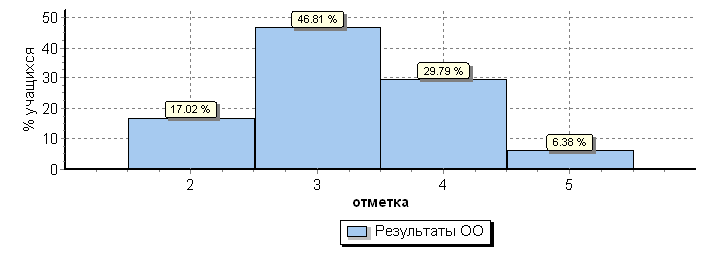 % учащихся
50
40
30
20
10
0
17.02 %
46.81 %
29.79 %
6.38 %
2 3 4 5
отметка
Результаты ОО